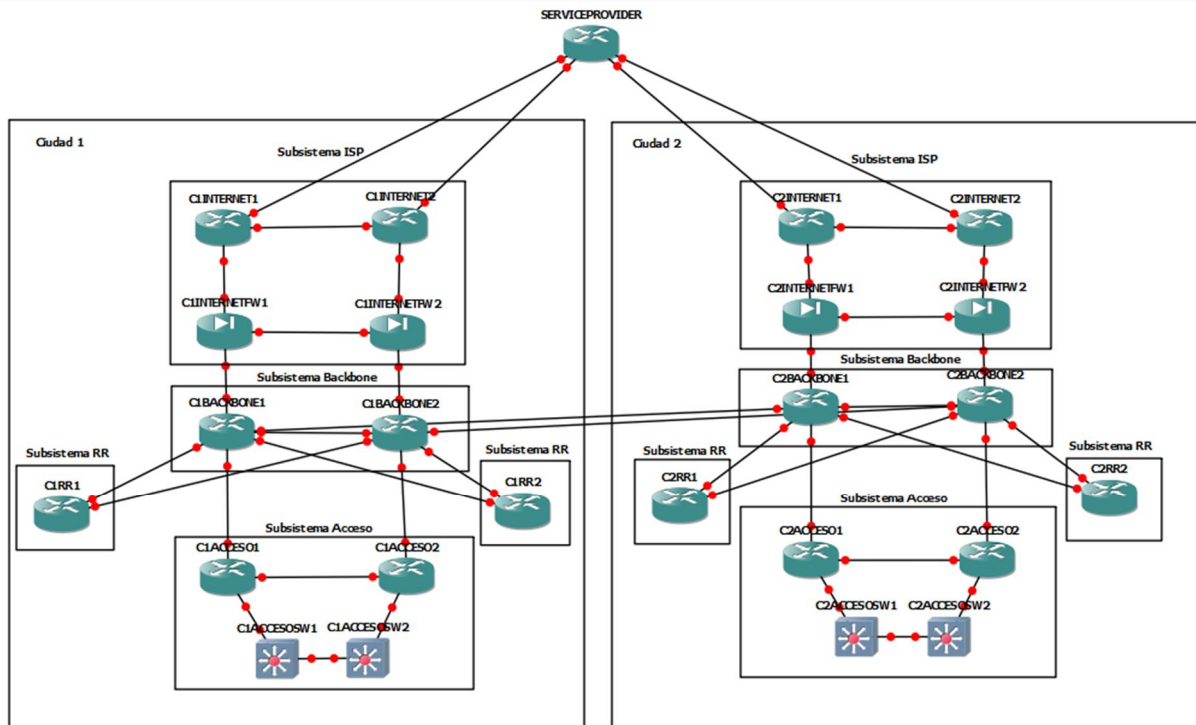 SERVICEPROVIDER
Ciudad 1
Subsistema ISP
C1INTERNET1
C1INTERNET2
C1INTERNETFW1
C1INTERNETFW2
Subsistema Backbone
C1BACKBONE1
C1BACKBONE2
Subsistema RR
C1RR1
Subsistema RR
C1RR2
Subsistema Acceso
C1ACCESO1
C1ACCESO2
C1ACCESOSW1
C1ACCESOSW2
Ciudad 2
Subsistema ISP
C2INTERNET1
C2INTERNET2
C2INTERNETFW1
C2INTERNETFW2
Subsistema Backbone
C2BACKBONE1
C2BACKBONE2
Subsistema RR
C2RR1
Subsistema RR
C2RR2
Subsistema Acceso
C2ACCESO1
C2ACCESO2
C2ACCESOSW1
C2ACCESOSW2